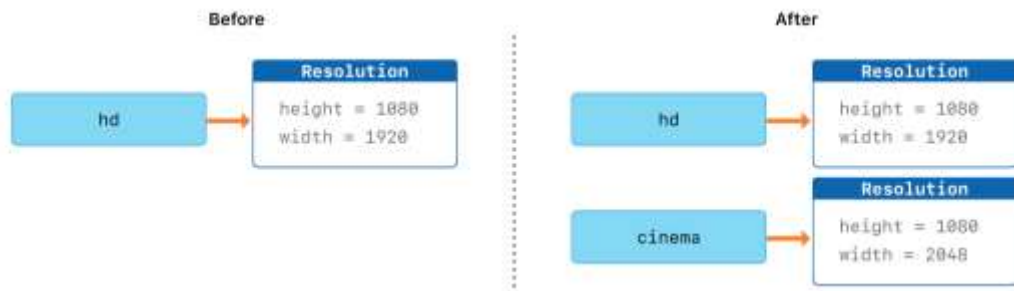 Before
After
Resolution
hd
height = 1080
width = 1920
Resolution
hd
height = 1080
width = 1920
Resolution
cinema
height = 1080
width = 2048